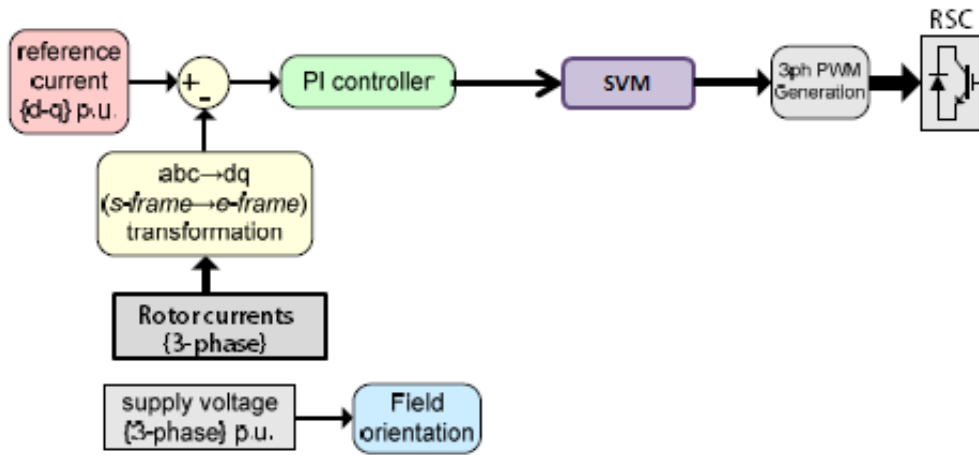 RSC
reference
current
{d-q} p.u.
+
-
PI controller
SVM
3ph PWM
Generation
abc→dq
(s-frame→e-frame)
transformation
Rotor currents
{3-phase}
supply voltage
{3-phase} p.u.
Field
orientation